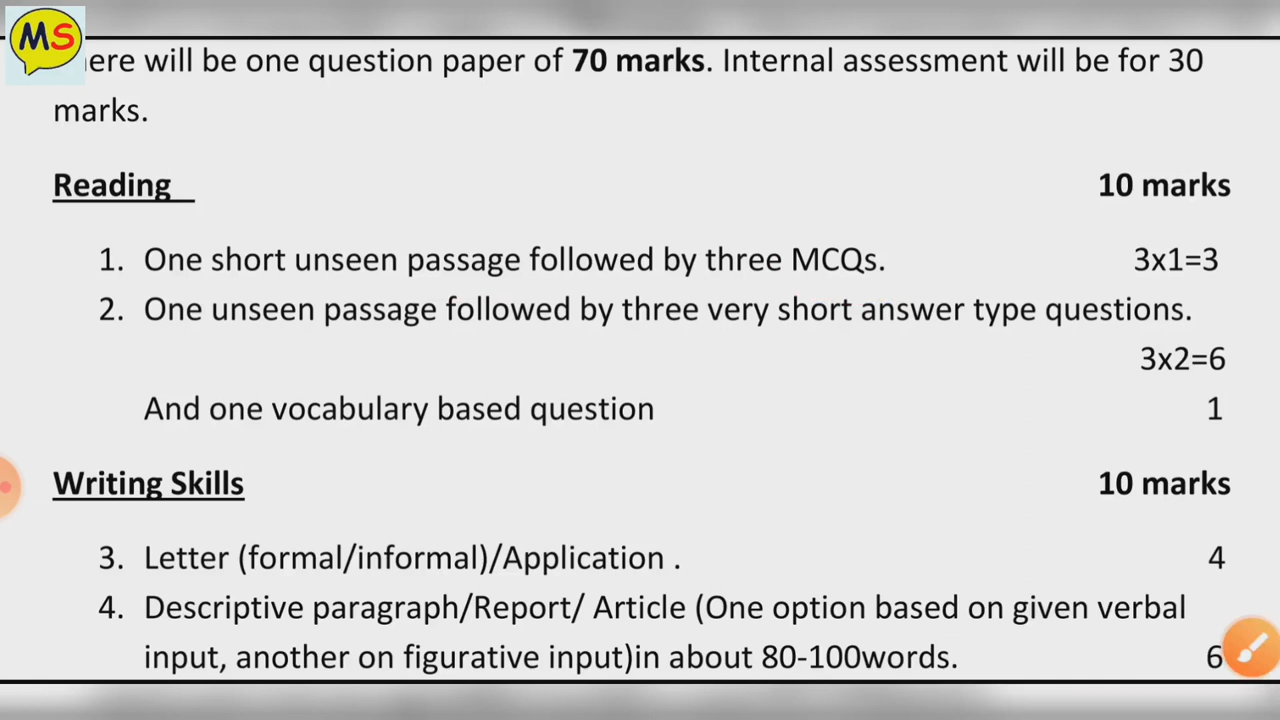 MS
ere will be one question paper of 70 marks. Internal assessment will be for 30
marks.
Reading 10 marks
1. One short unseen passage followed by three MCQs. 3x1=3
2. One unseen passage followed by three very short answer type questions.
3x2=6
And one vocabulary based question 1
Writing Skills 10 marks
3. Letter (formal/informal)/Application . 4
4. Descriptive paragraph/Report/ Article (One option based on given verbal
input, another on figurative input)in about 80-100words. 6